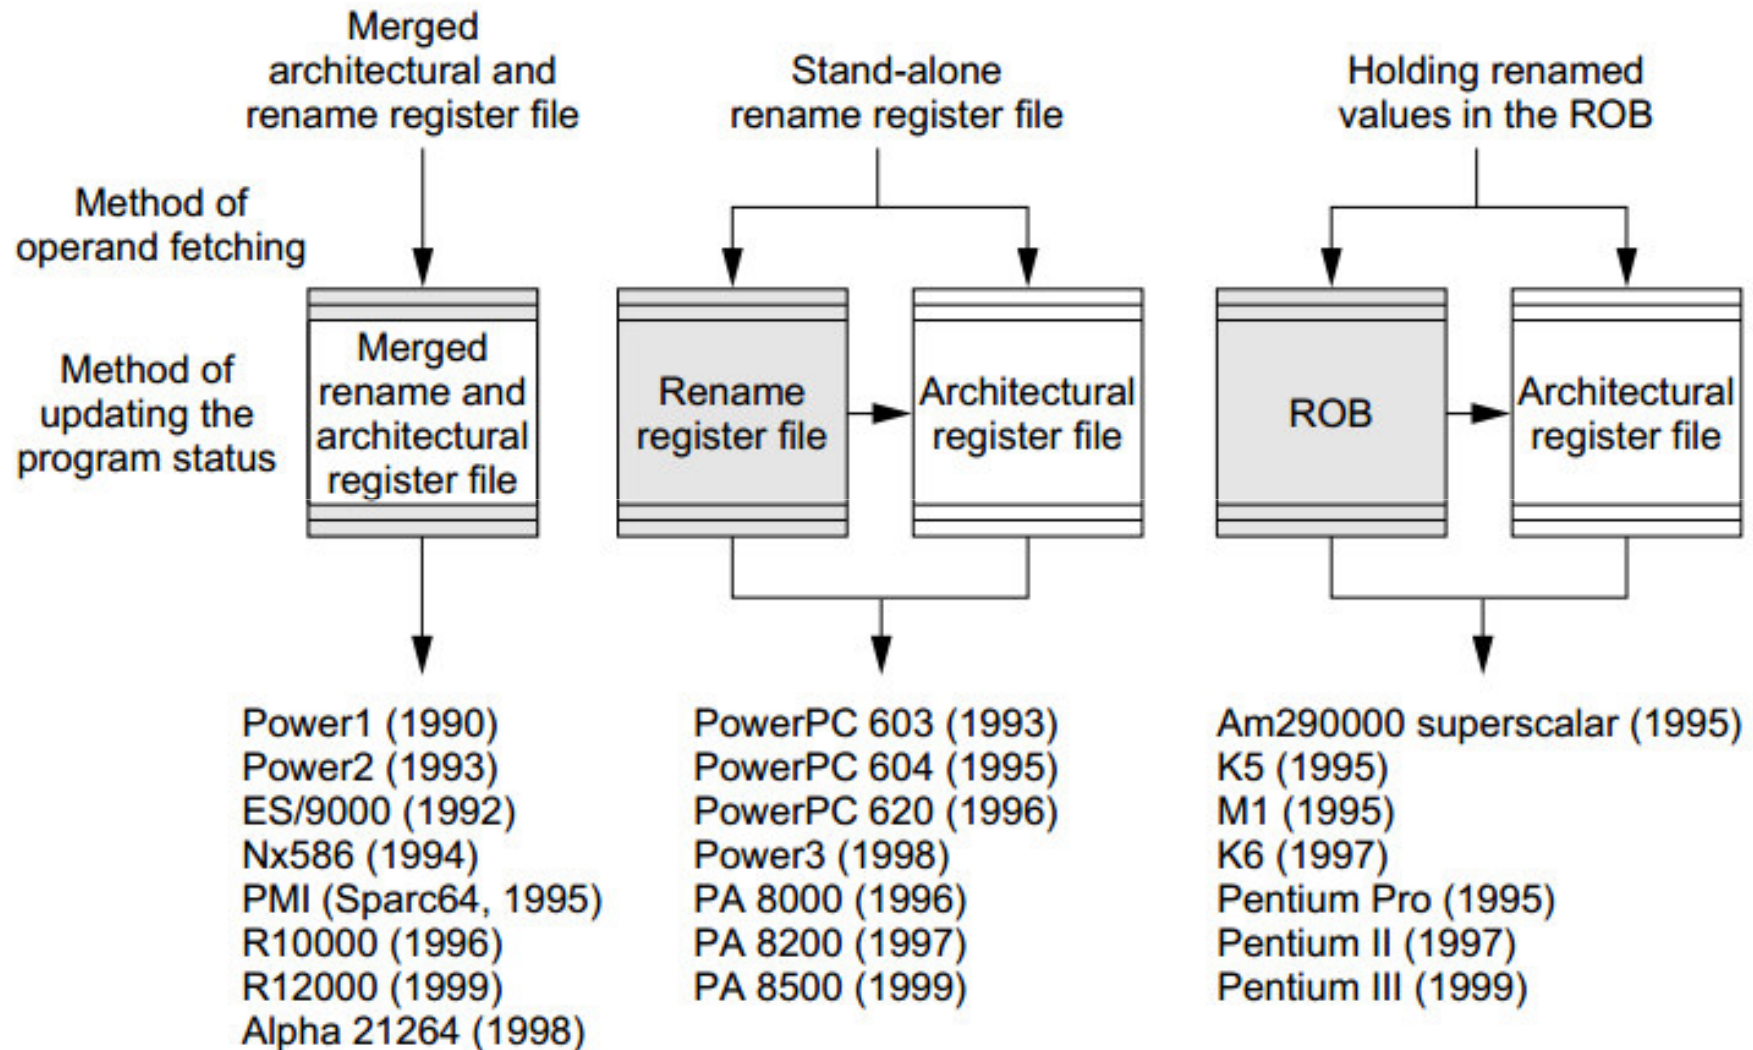 Merged
architectural and
rename register file
Stand-alone
rename register file
Holding renamed
values in the ROB
Method of
operand fetching
Method of
updating the
program status
Merged
rename and
architectural
register file
Rename
register file
Architectural
register file
ROB
Architectural
register file
Power1 (1990)
Power2 (1993)
ES/9000 (1992)
Nx586 (1994)
PMI (Sparc64, 1995)
R10000 (1996)
R12000 (1999)
Alpha 21264 (1998)
PowerPC 603 (1993)
PowerPC 604 (1995)
PowerPC 620 (1996)
Power3 (1998)
PA 8000 (1996)
PA 8200 (1997)
PA 8500 (1999)
Am290000 superscalar (1995)
K5 (1995)
M1 (1995)
K6 (1997)
Pentium Pro (1995)
Pentium II (1997)
Pentium III (1999)